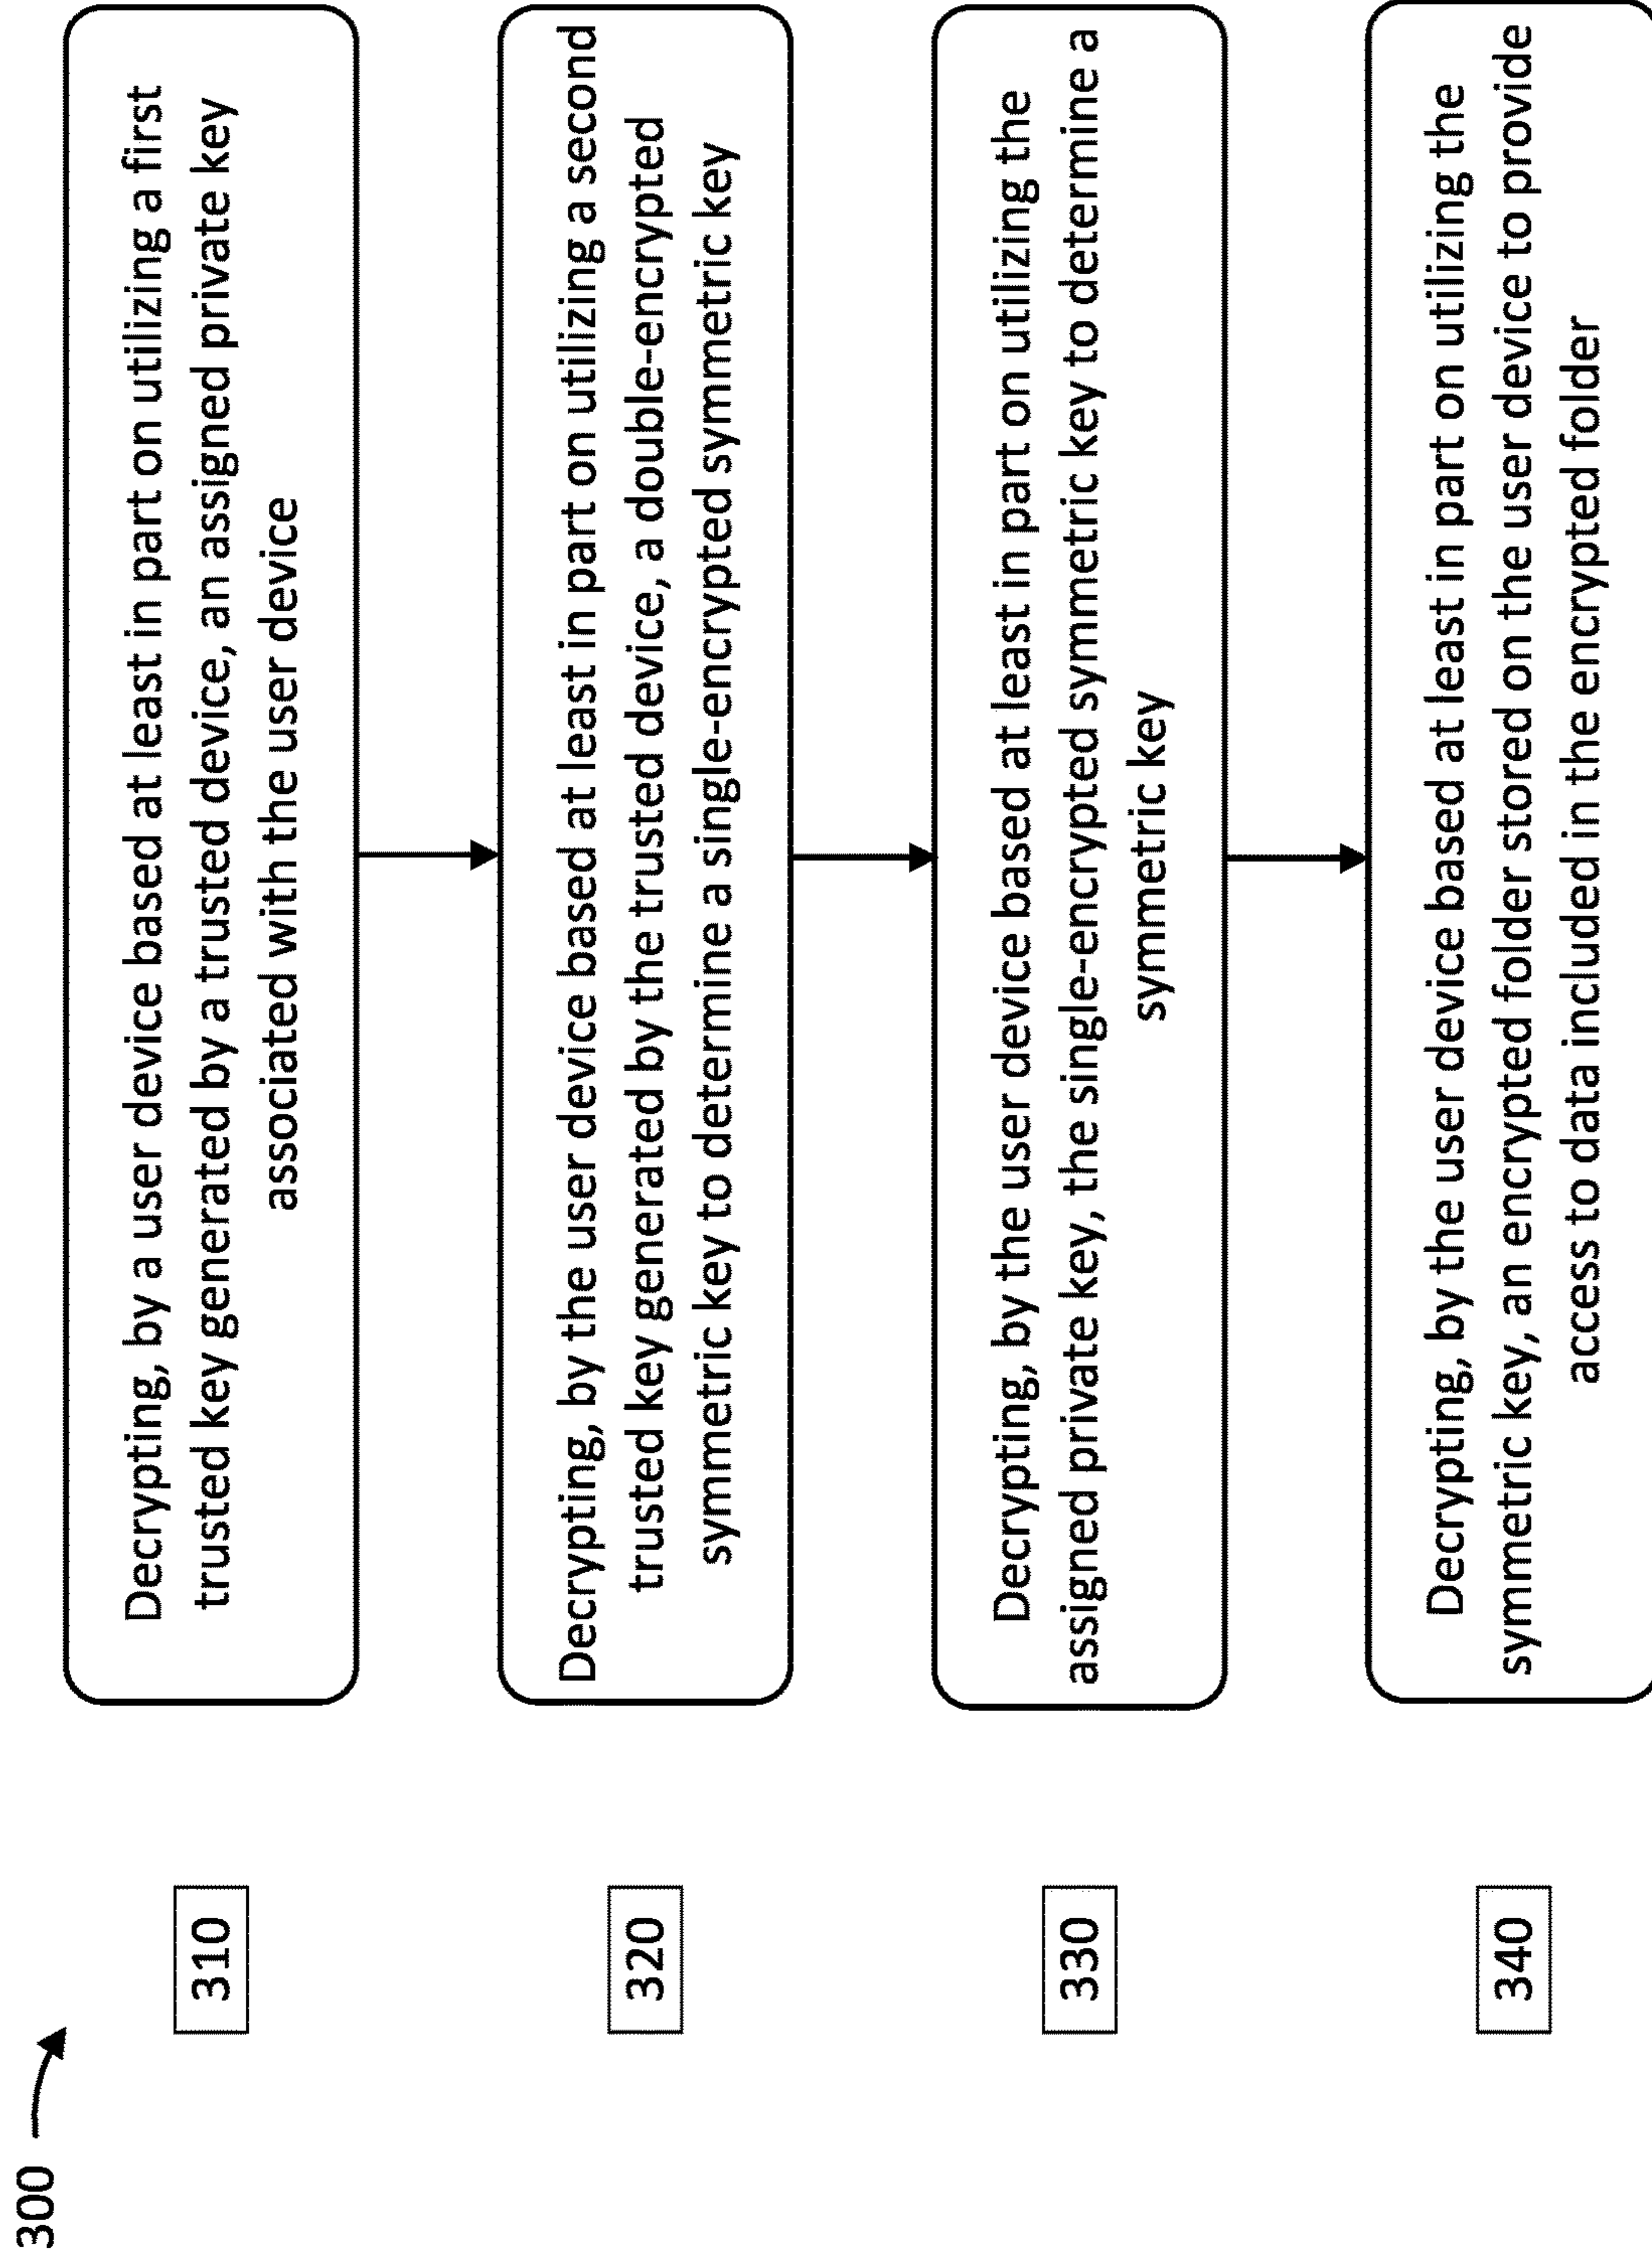 300
310
Decrypting, by a user device based at least in part on utilizing a first
trusted key generated by a trusted device, an assigned private key
associated with the user device
320
Decrypting, by the user device based at least in part on utilizing a second
trusted key generated by the trusted device, a double-encrypted
symmetric key to determine a single-encrypted symmetric key
330
Decrypting, by the user device based at least in part on utilizing the
assigned private key, the single-encrypted symmetric key to determine a
symmetric key
340
Decrypting, by the user device based at least in part on utilizing the
symmetric key, an encrypted folder stored on the user device to provide
access to data included in the encrypted folder